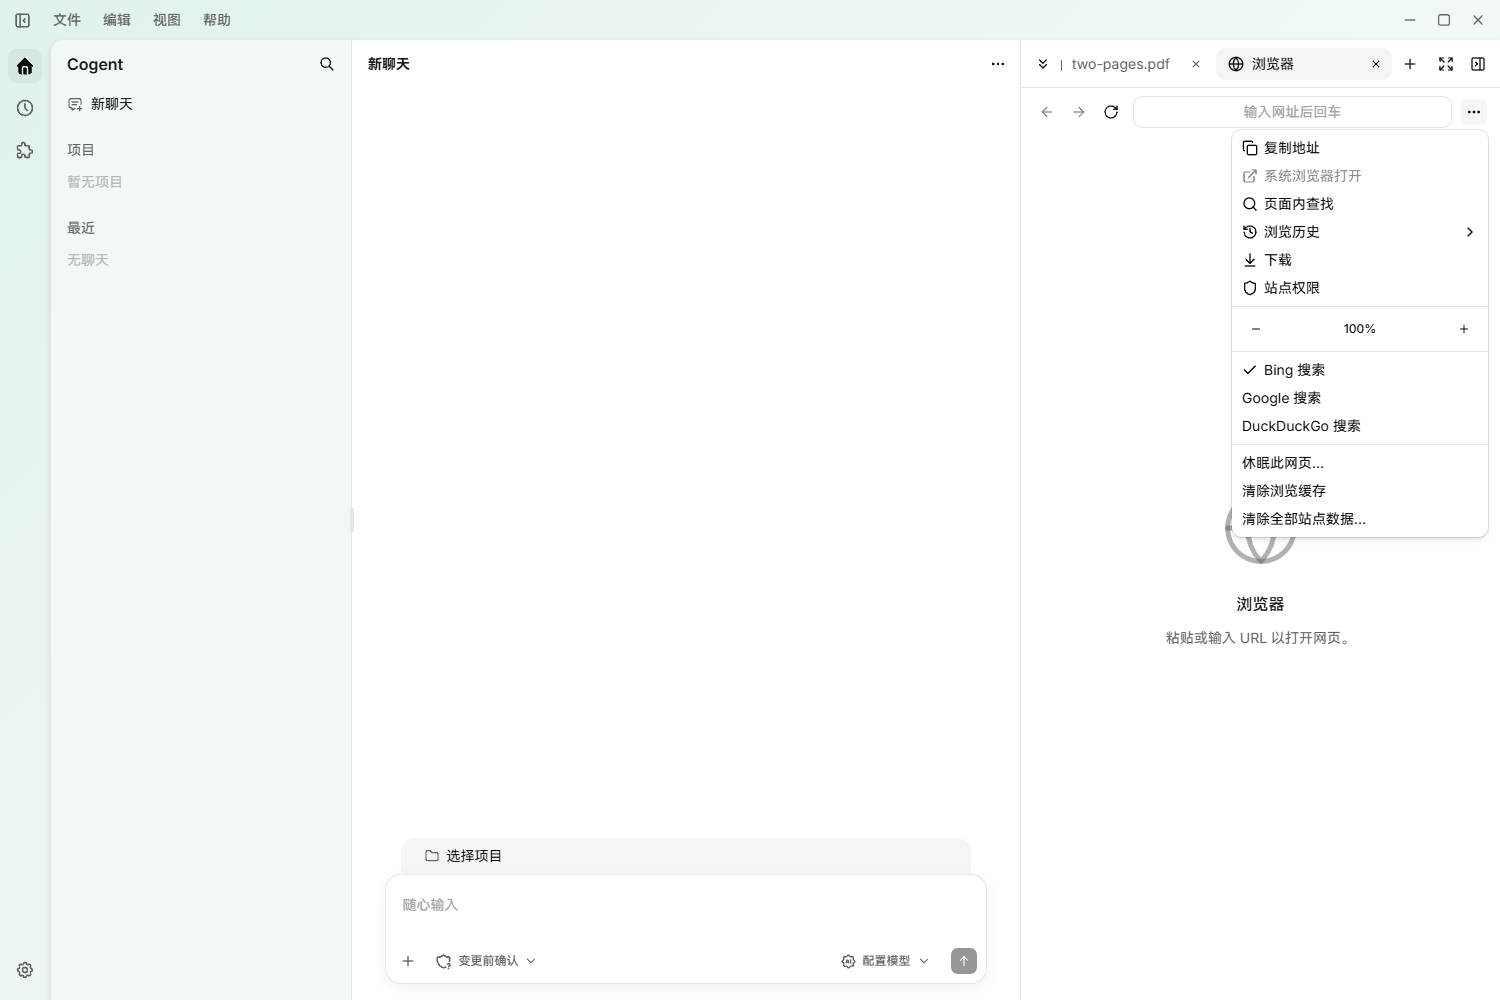 文件 编辑 视图 帮助
Cogent
新聊天
项目
暂无项目
最近
无聊天
新聊天
选择项目
随心输入
变更前确认
配置模型
two-pages.pdf
浏览器
输入网址后回车
复制地址
系统浏览器打开
页面内查找
浏览历史
下载
站点权限
− 100% +
Bing 搜索
Google 搜索
DuckDuckGo 搜索
休眠此网页...
清除浏览缓存
清除全部站点数据...
浏览器
粘贴或输入 URL 以打开网页。